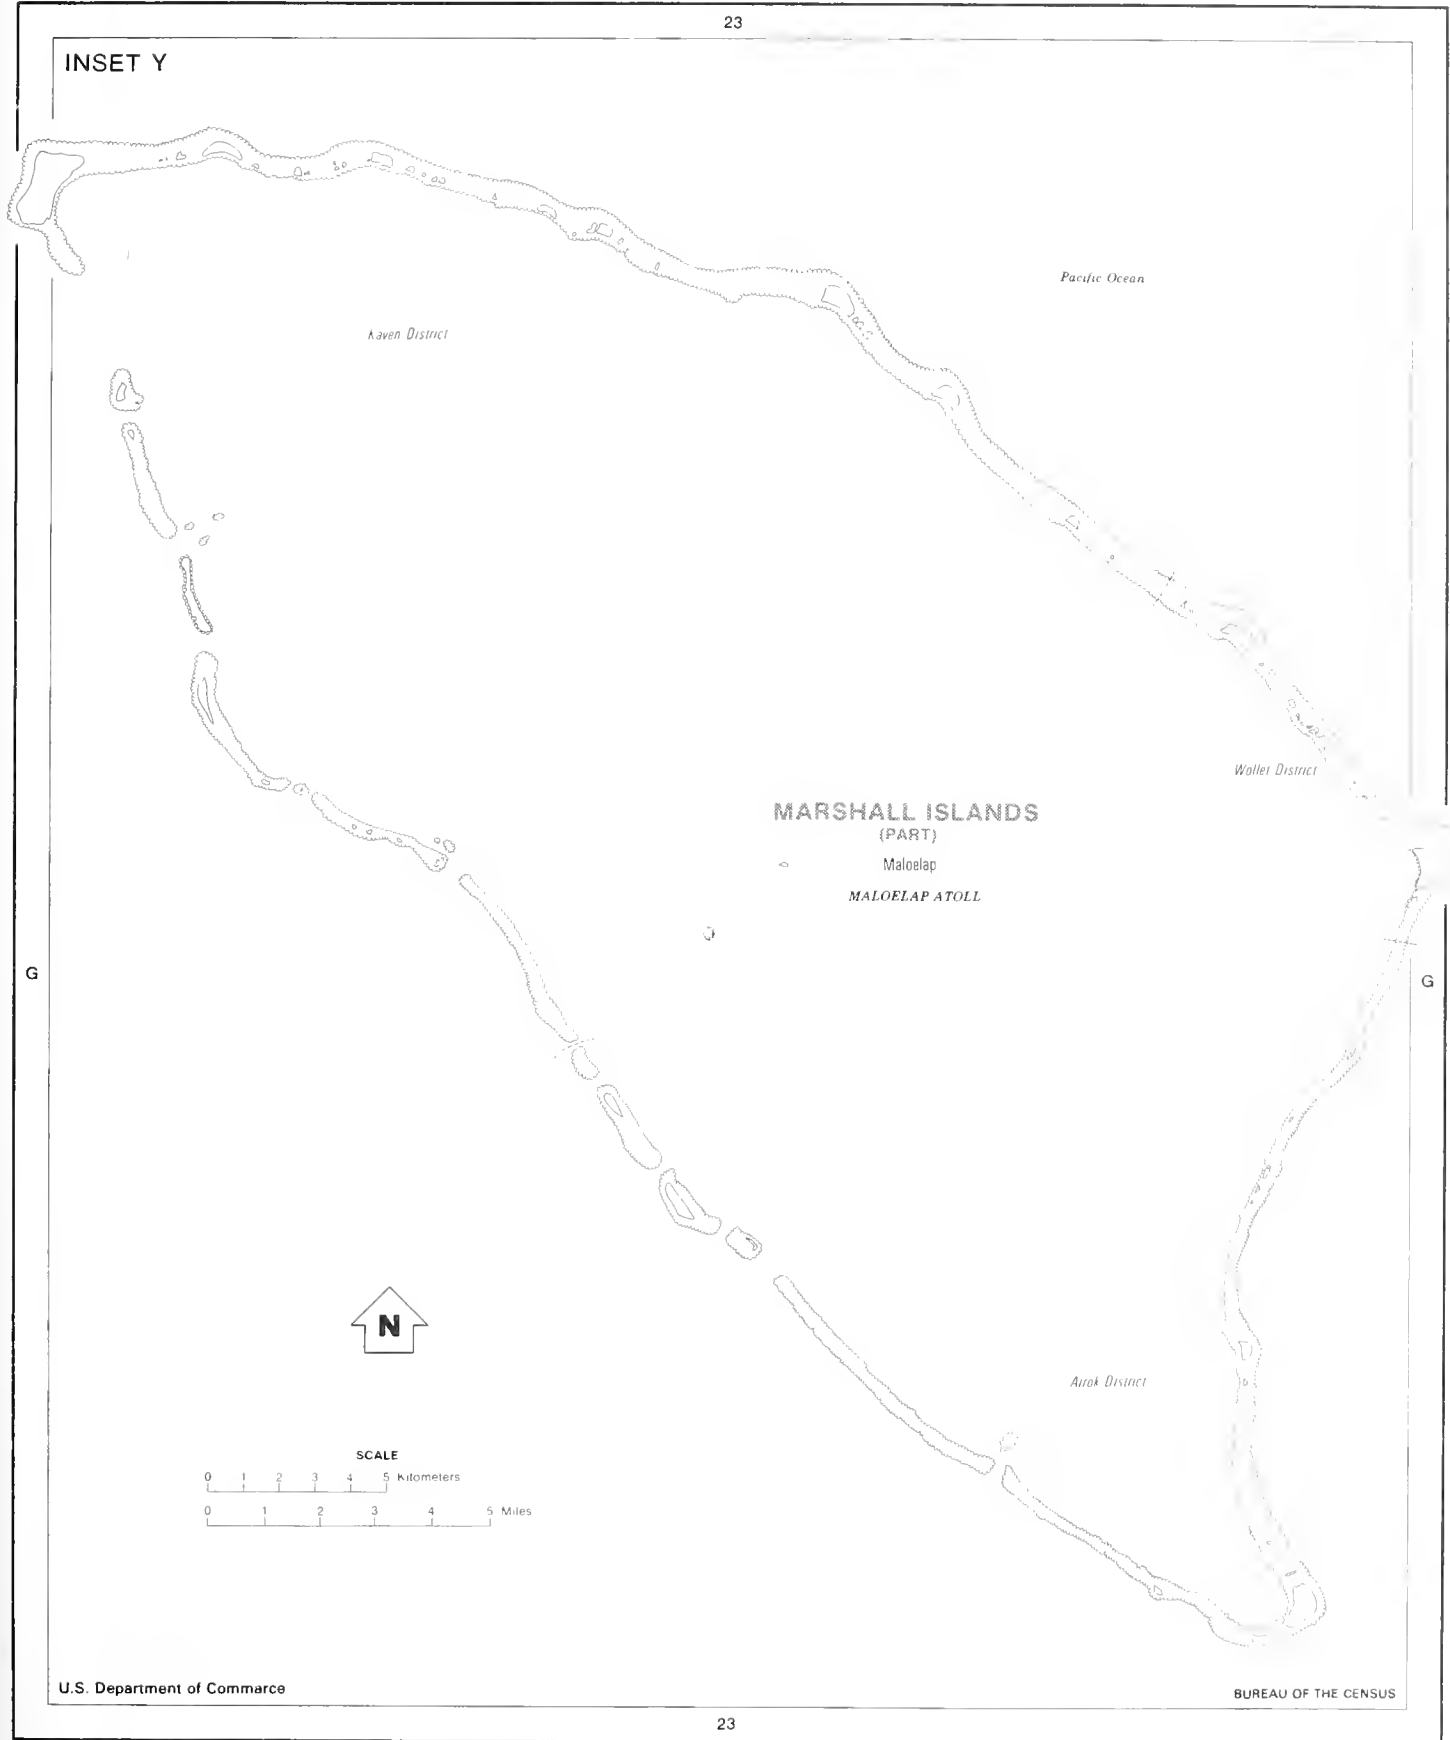 23
INSET Y
Pacific Ocean
Kaven District
Wollet District
MARSHALL ISLANDS
(PART)
Maloelap
MALOELAP ATOLL
G
G
N
Airok District
SCALE
0 1 2 3 4 5 Kilometers
0 1 2 3 4 5 Miles
U.S. Department of Commerce
BUREAU OF THE CENSUS
23